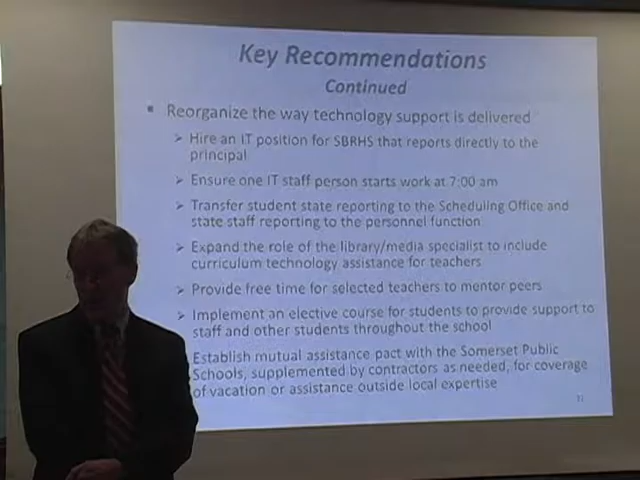 Key Recommendations
Continued
▪ Reorganize the way technology support is delivered
➢ Hire an IT position for SBRHS that reports directly to the
principal
➢ Ensure one IT staff person starts work at 7:00 am
➢ Transfer student state reporting to the Scheduling Office and
state staff reporting to the personnel function
➢ Expand the role of the library/media specialist to include
curriculum technology assistance for teachers
➢ Provide free time for selected teachers to mentor peers
➢ Implement an elective course for students to provide support to
staff and other students throughout the school
Establish mutual assistance pact with the Somerset Public
Schools, supplemented by contractors as needed, for coverage
of vacation or assistance outside local expertise